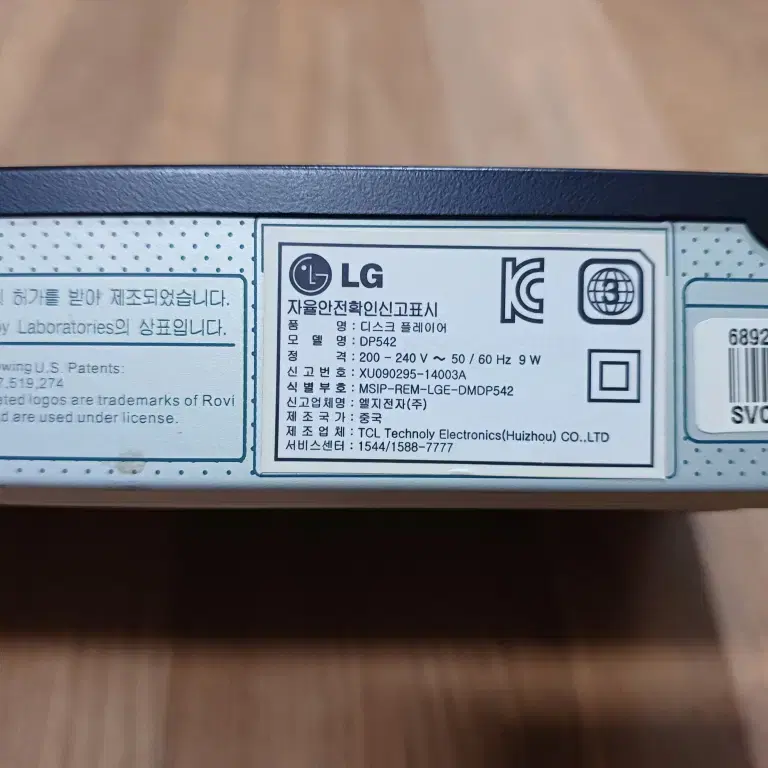 허가를 받아 제조되었습니다.
Laboratories의 상표입니다.
U.S. Patents:
7,519,274
logos are trademarks of Rovi
are used under license.
LG
KC
3
자율안전확인신고표시
품 명 : 디스크 플레이어
모 델 명 : DP542
정 격 : 200 - 240 V ~ 50 / 60 Hz 9 W
신 고 번 호 : XU090295-14003A
식 별 부 호 : MSIP-REM-LGE-DMDP542
신고업체명 : 엘지전자(주)
제 조 국 가 : 중국
제 조 업 체 : TCL Technoly Electronics(Huizhou) CO.,LTD
서비스센터 : 1544/1588-7777
6892
SVC